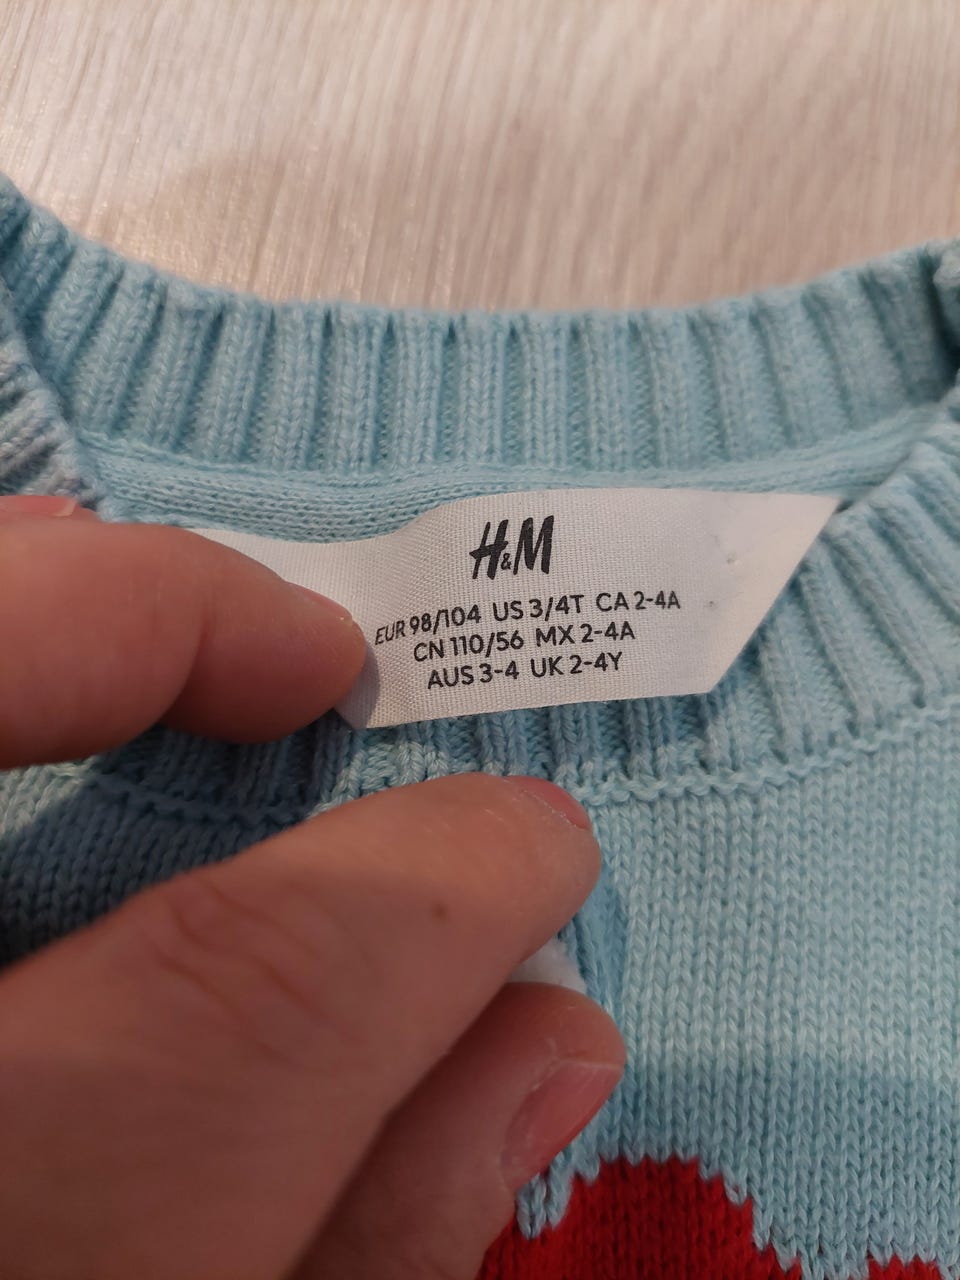 H&M
EUR 98/104 US 3/4T CA 2-4A
CN 110/56 MX 2-4A
AUS 3-4 UK 2-4Y